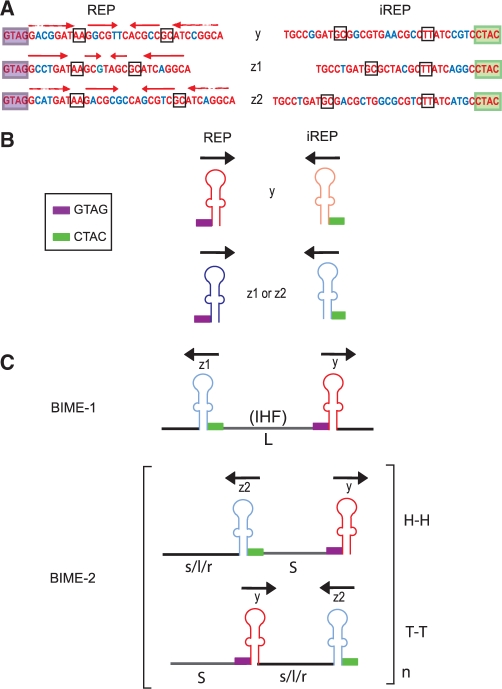 A
REP
iREP
GTAGGACGGATAAGGCGTTCACGCCGCATCCGGCA y TGCCGGATGCGGCGTGAACGCCTTATCCGTCCTAC
GTAGGCCTGATAAGCGTAGCGCATCAGGCA z1 TGCCTGATGCGCTACGCTTATCAGGCCTAC
GTAGGCATGATAAGACGCGCCAGCGTCGCATCAGGCA z2 TGCCTGATGCGACGCTGGCGCGTCTTATCATGCCTAC
B
REP iREP
y
GTAG
CTAC
z1 or z2
C
z1 y
BIME-1
(IHF)
L
z2 y
H-H
s/l/r S
BIME-2
y z2
T-T
S s/l/r n